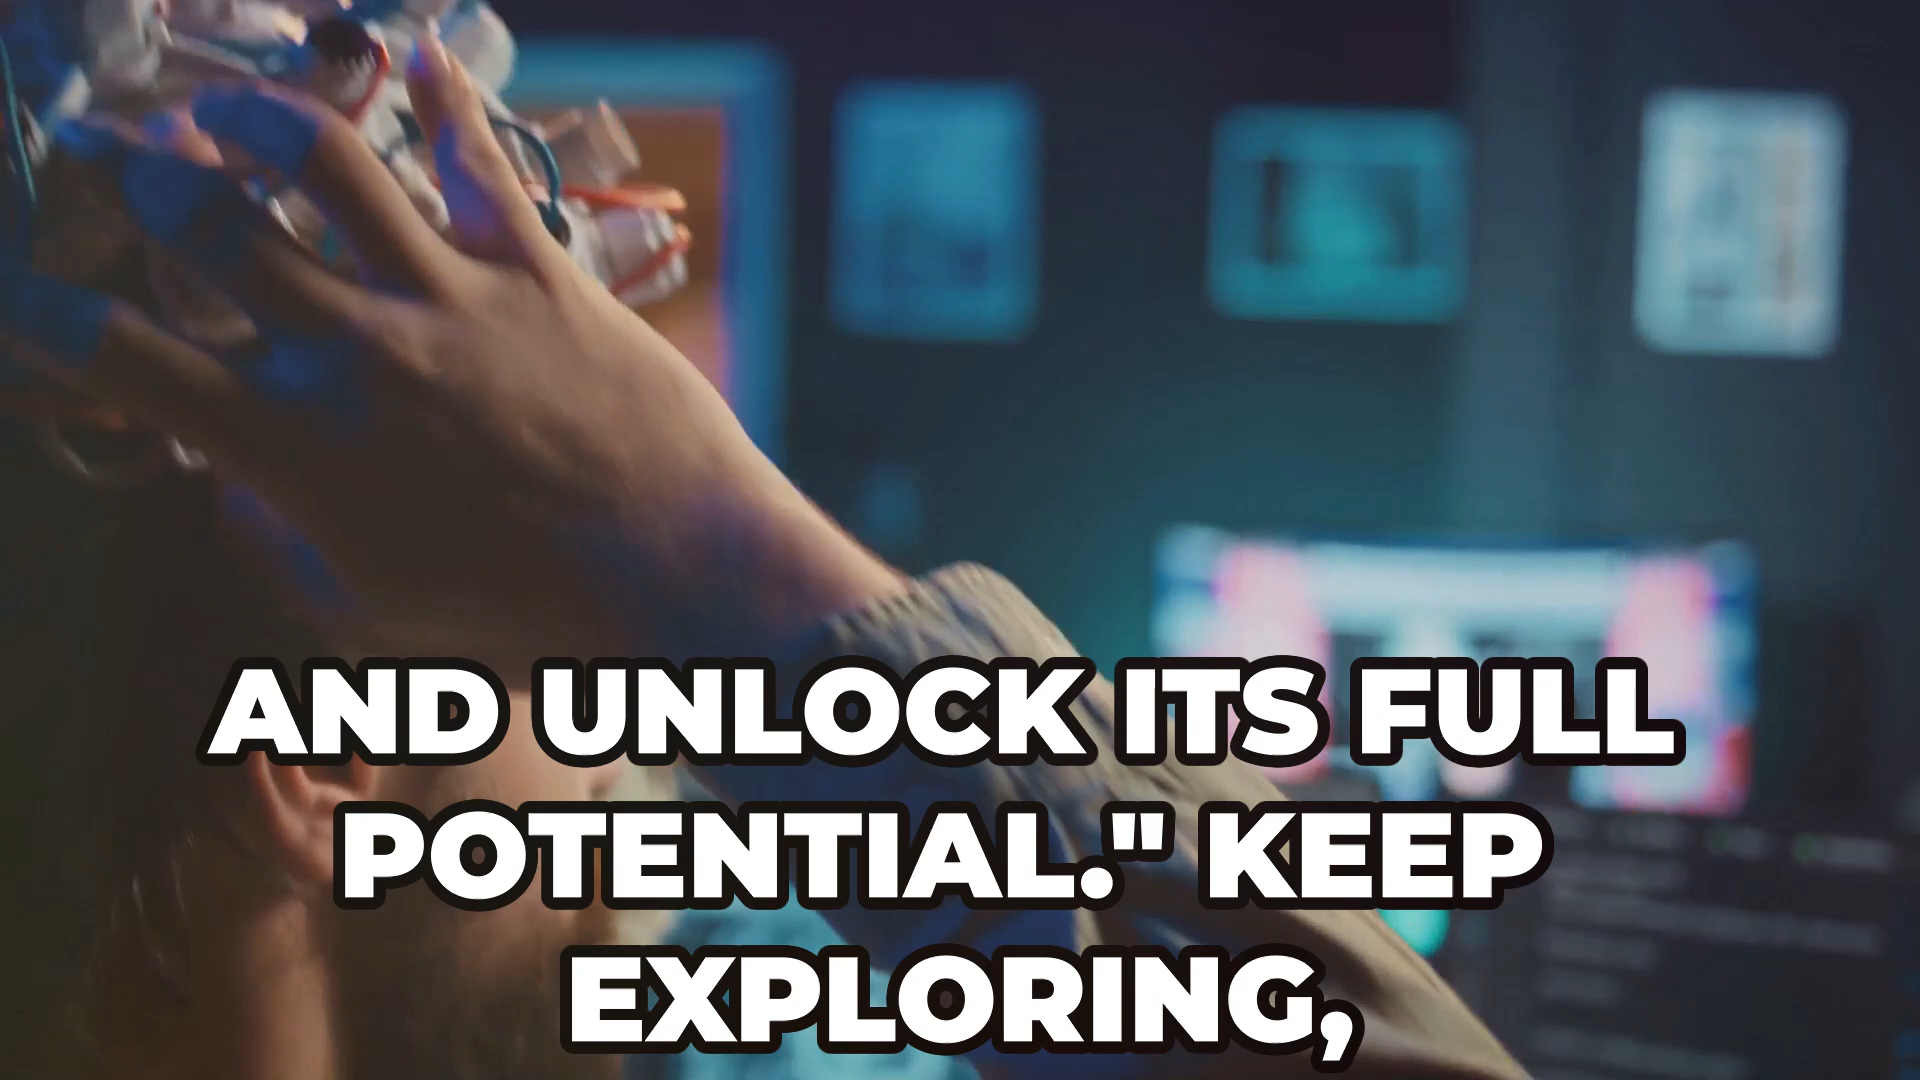 AND UNLOCK ITS FULL
POTENTIAL." KEEP
EXPLORING,